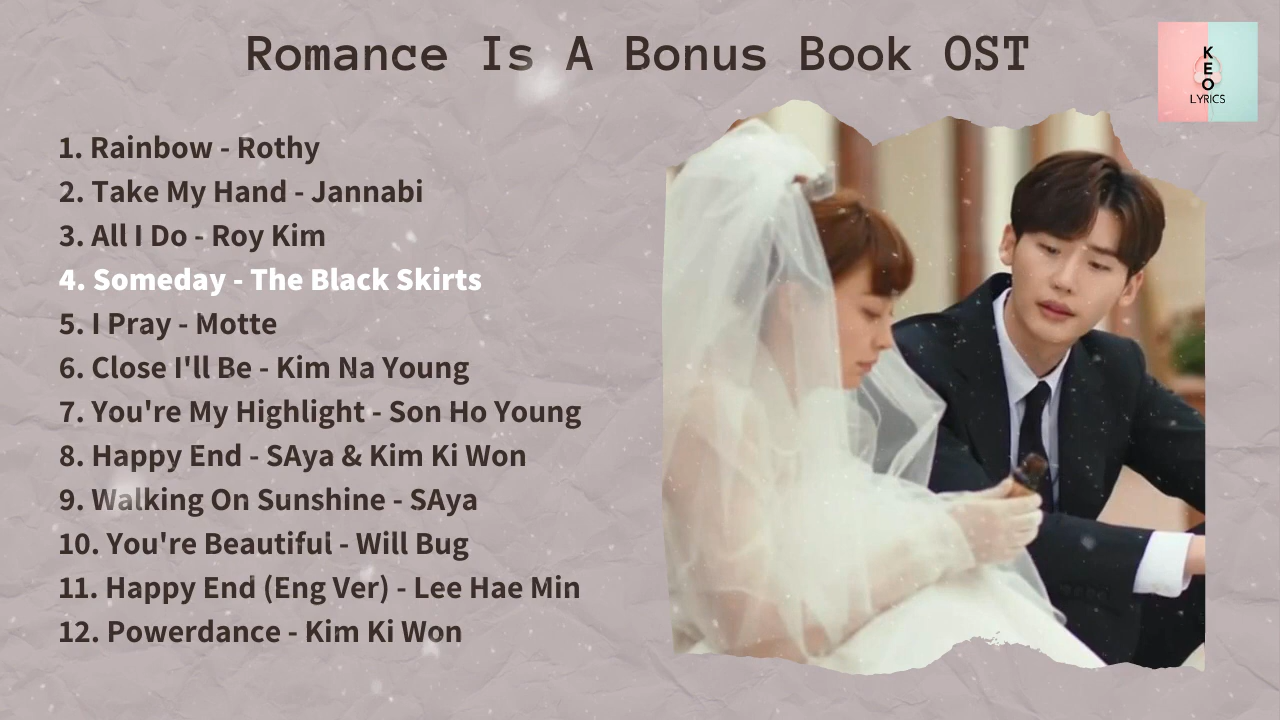 Romance Is A Bonus Book OST
K
E
O
LYRICS
1. Rainbow - Rothy
2. Take My Hand - Jannabi
3. All I Do - Roy Kim
4. Someday - The Black Skirts
5. I Pray - Motte
6. Close I'll Be - Kim Na Young
7. You're My Highlight - Son Ho Young
8. Happy End - SAya & Kim Ki Won
9. Walking On Sunshine - SAya
10. You're Beautiful - Will Bug
11. Happy End (Eng Ver) - Lee Hae Min
12. Powerdance - Kim Ki Won